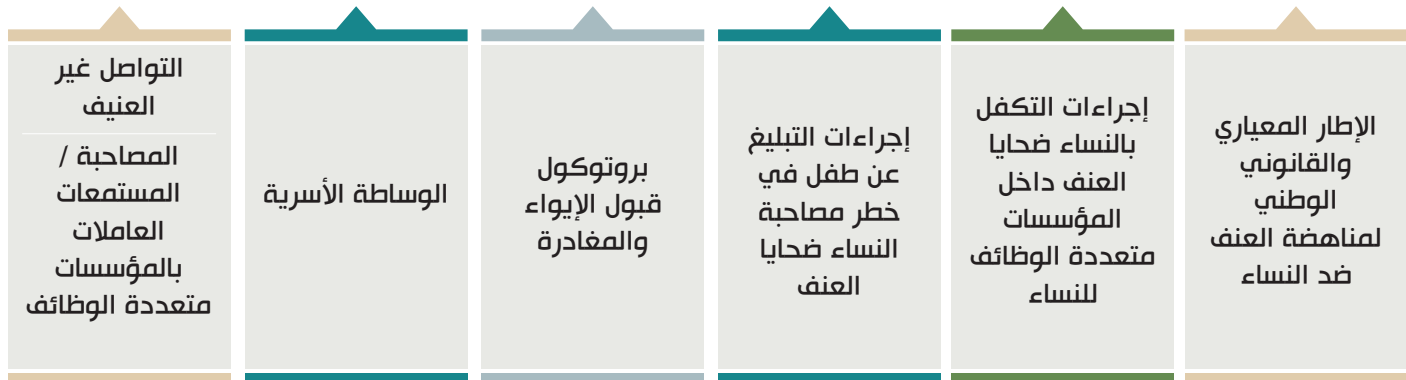 الإطار المعياري
والقانوني
الوطني
لمناهضة العنف
ضد النساء
إجراءات التكفل
بالنساء ضحايا
العنف داخل
المؤسسات
متعددة الوظائف
للنساء
إجراءات التبليغ
عن طفل في
خطر مصاحبة
النساء ضحايا
العنف
بروتوكول
قبول الإيواء
والمغادرة
الوساطة الأسرية
التواصل غير
العنيف
المصاحبة /
المستمعات
العاملات
بالمؤسسات
متعددة الوظائف